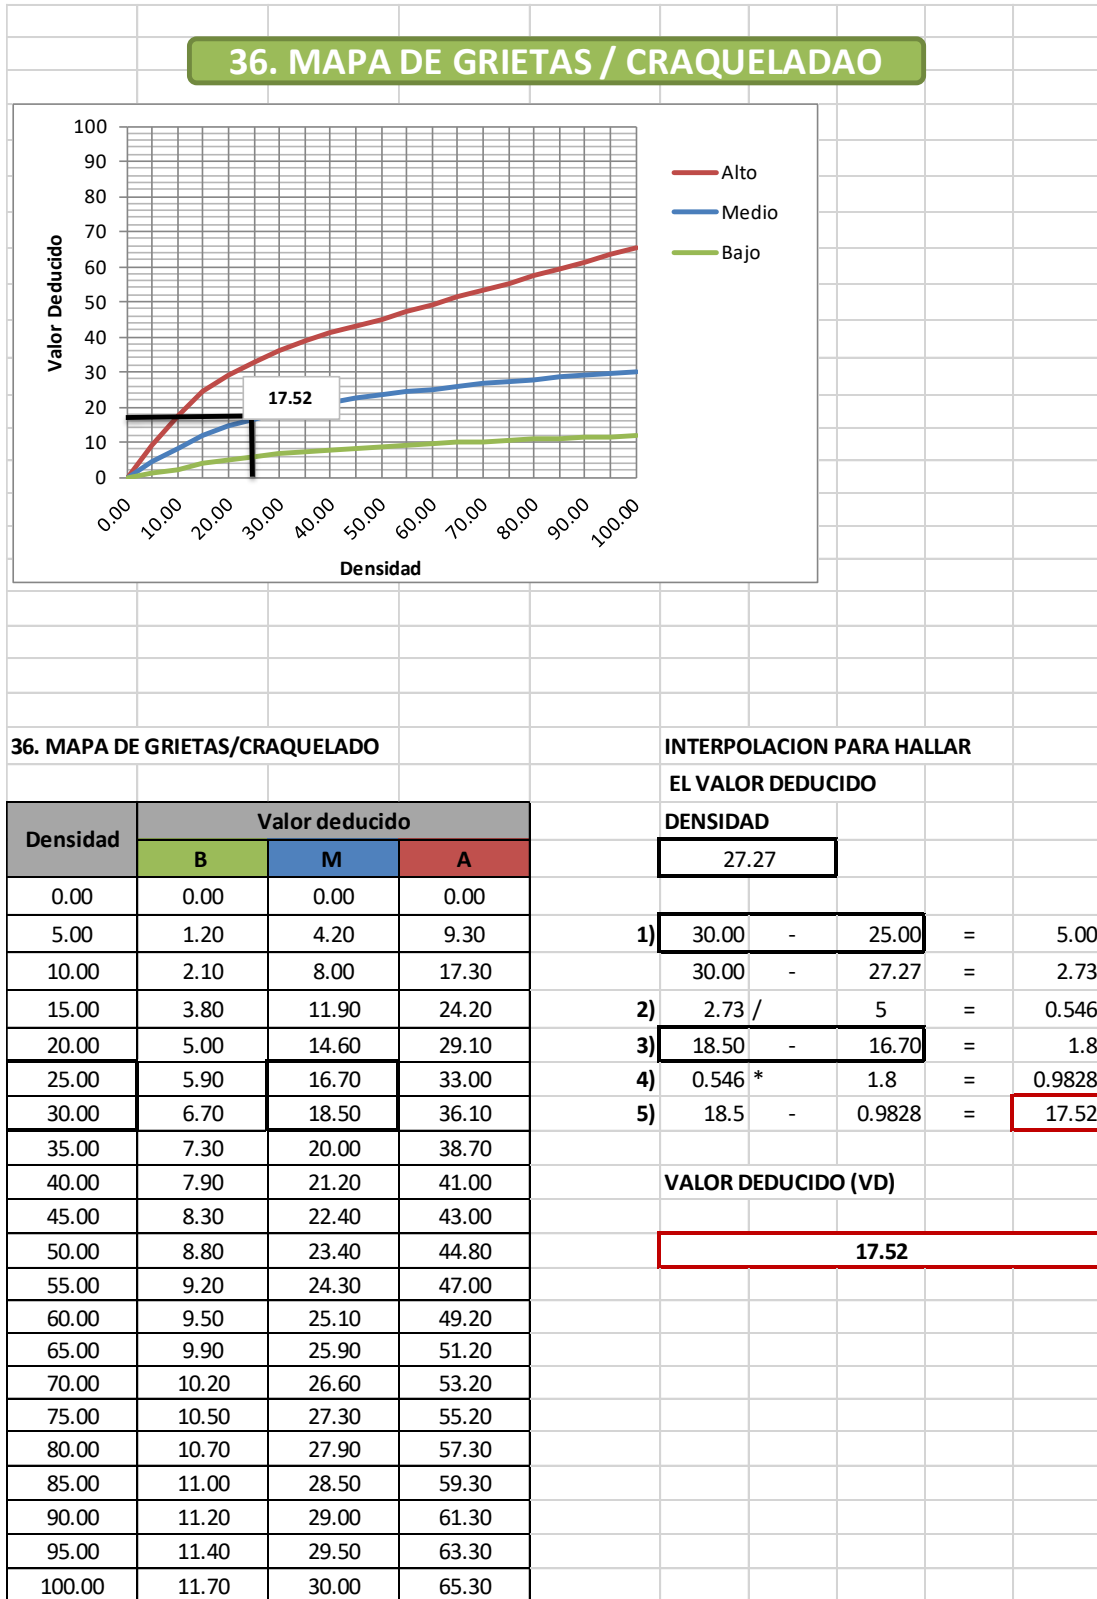 36. MAPA DE GRIETAS / CRAQUELADAO
100
90
80
70
60
50
40
30
20
10
0
Valor Deducido
17.52
0.00 10.00 20.00 30.00 40.00 50.00 60.00 70.00 80.00 90.00 100.00
Densidad
Alto
Medio
Bajo
36. MAPA DE GRIETAS/CRAQUELADO
Densidad Valor deducido
B M A
0.00 0.00 0.00 0.00
5.00 1.20 4.20 9.30
10.00 2.10 8.00 17.30
15.00 3.80 11.90 24.20
20.00 5.00 14.60 29.10
25.00 5.90 16.70 33.00
30.00 6.70 18.50 36.10
35.00 7.30 20.00 38.70
40.00 7.90 21.20 41.00
45.00 8.30 22.40 43.00
50.00 8.80 23.40 44.80
55.00 9.20 24.30 47.00
60.00 9.50 25.10 49.20
65.00 9.90 25.90 51.20
70.00 10.20 26.60 53.20
75.00 10.50 27.30 55.20
80.00 10.70 27.90 57.30
85.00 11.00 28.50 59.30
90.00 11.20 29.00 61.30
95.00 11.40 29.50 63.30
100.00 11.70 30.00 65.30
INTERPOLACION PARA HALLAR
EL VALOR DEDUCIDO
DENSIDAD
27.27
1) 30.00 - 25.00 = 5.00
30.00 - 27.27 = 2.73
2) 2.73 / 5 = 0.546
3) 18.50 - 16.70 = 1.8
4) 0.546 * 1.8 = 0.9828
5) 18.5 - 0.9828 = 17.52
VALOR DEDUCIDO (VD)
17.52